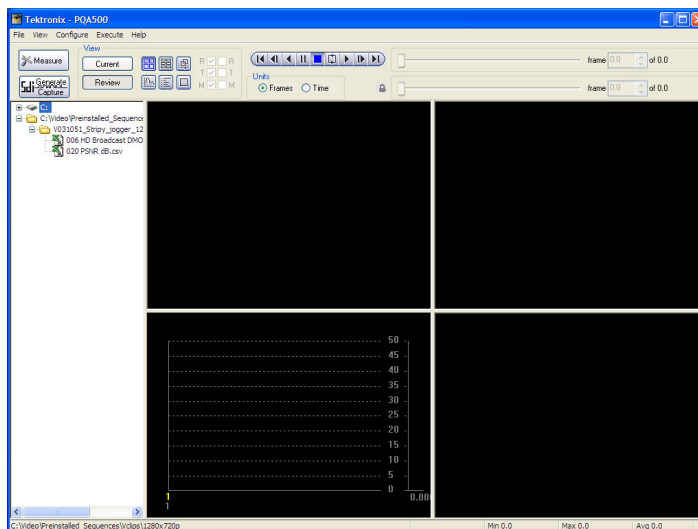 Tektronix - PQA500
File View Configure Execute Help
View
Measure
Current
R R
T T
M M
Generate
Sdi
Capture
Review
Units
Frames Time
frame 0.0 of 0.0
frame 0.0 of 0.0
C:
C:\Video\Preinstalled_Sequence
V031051_Stripy_jogger_12
006 HD Broadcast DMO
020 PSNR dB.csv
50
45
40
35
30
25
20
15
10
5
0
1
1
0.00
C:\Video\Preinstalled_Sequences\Vclips\1280x720p
Min 0.0 Max 0.0 Avg 0.0